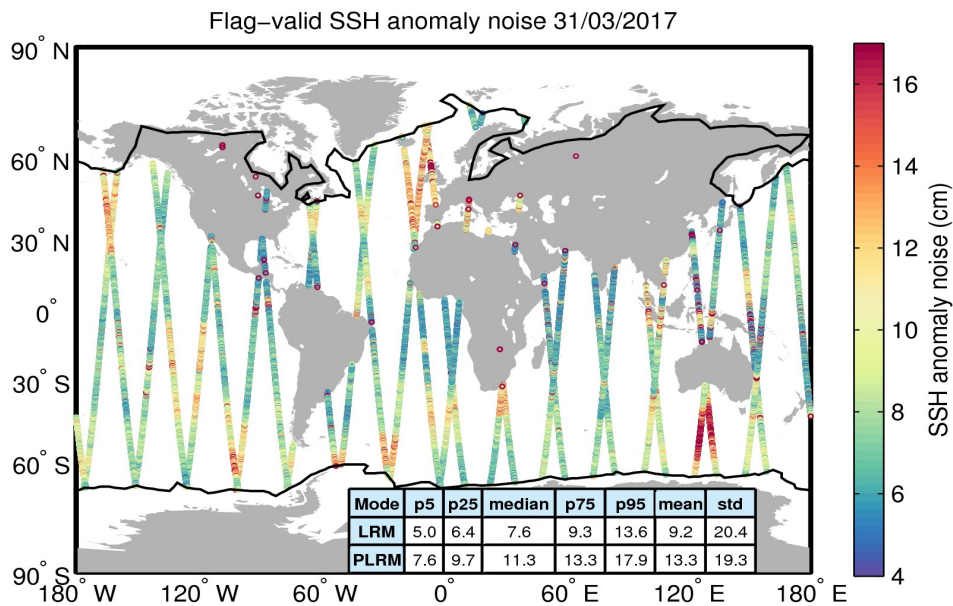 Flag−valid SSH anomaly noise 31/03/2017
90° N
60° N
30° N
0°
30° S
60° S
90° S
180° W 120° W 60° W 0° 60° E 120° E 180° E
16
14
12
10
8
6
4
SSH anomaly noise (cm)
Mode p5 p25 median p75 p95 mean std
LRM 5.0 6.4 7.6 9.3 13.6 9.2 20.4
PLRM 7.6 9.7 11.3 13.3 17.9 13.3 19.3